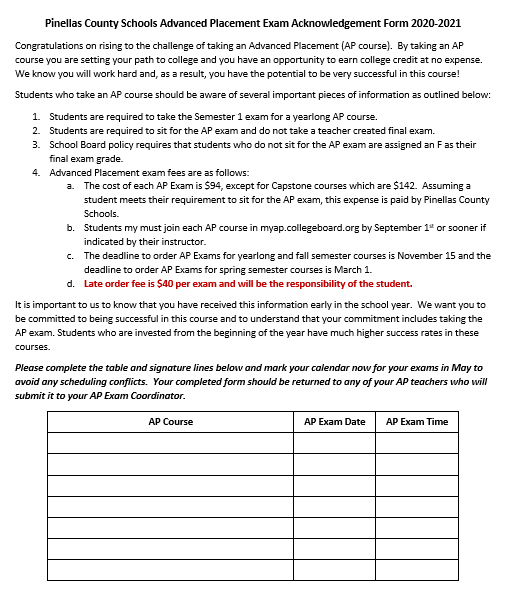 Pinellas County Schools Advanced Placement Exam Acknowledgement Form 2020-2021
Congratulations on rising to the challenge of taking an Advanced Placement (AP course). By taking an AP
course you are setting your path to college and you have an opportunity to earn college credit at no expense.
We know you will work hard and, as a result, you have the potential to be very successful in this course!
Students who take an AP course should be aware of several important pieces of information as outlined below:
1. Students are required to take the Semester 1 exam for a yearlong AP course.
2. Students are required to sit for the AP exam and do not take a teacher created final exam.
3. School Board policy requires that students who do not sit for the AP exam are assigned an F as their
final exam grade.
4. Advanced Placement exam fees are as follows:
a. The cost of each AP Exam is $94, except for Capstone courses which are $142. Assuming a
student meets their requirement to sit for the AP exam, this expense is paid by Pinellas County
Schools.
b. Students my must join each AP course in myap.collegeboard.org by September 1st or sooner if
indicated by their instructor.
c. The deadline to order AP Exams for yearlong and fall semester courses is November 15 and the
deadline to order AP Exams for spring semester courses is March 1.
d. Late order fee is $40 per exam and will be the responsibility of the student.
It is important to us to know that you have received this information early in the school year. We want you to
be committed to being successful in this course and to understand that your commitment includes taking the
AP exam. Students who are invested from the beginning of the year have much higher success rates in these
courses.
Please complete the table and signature lines below and mark your calendar now for your exams in May to
avoid any scheduling conflicts. Your completed form should be returned to any of your AP teachers who will
submit it to your AP Exam Coordinator.
AP Course AP Exam Date AP Exam Time